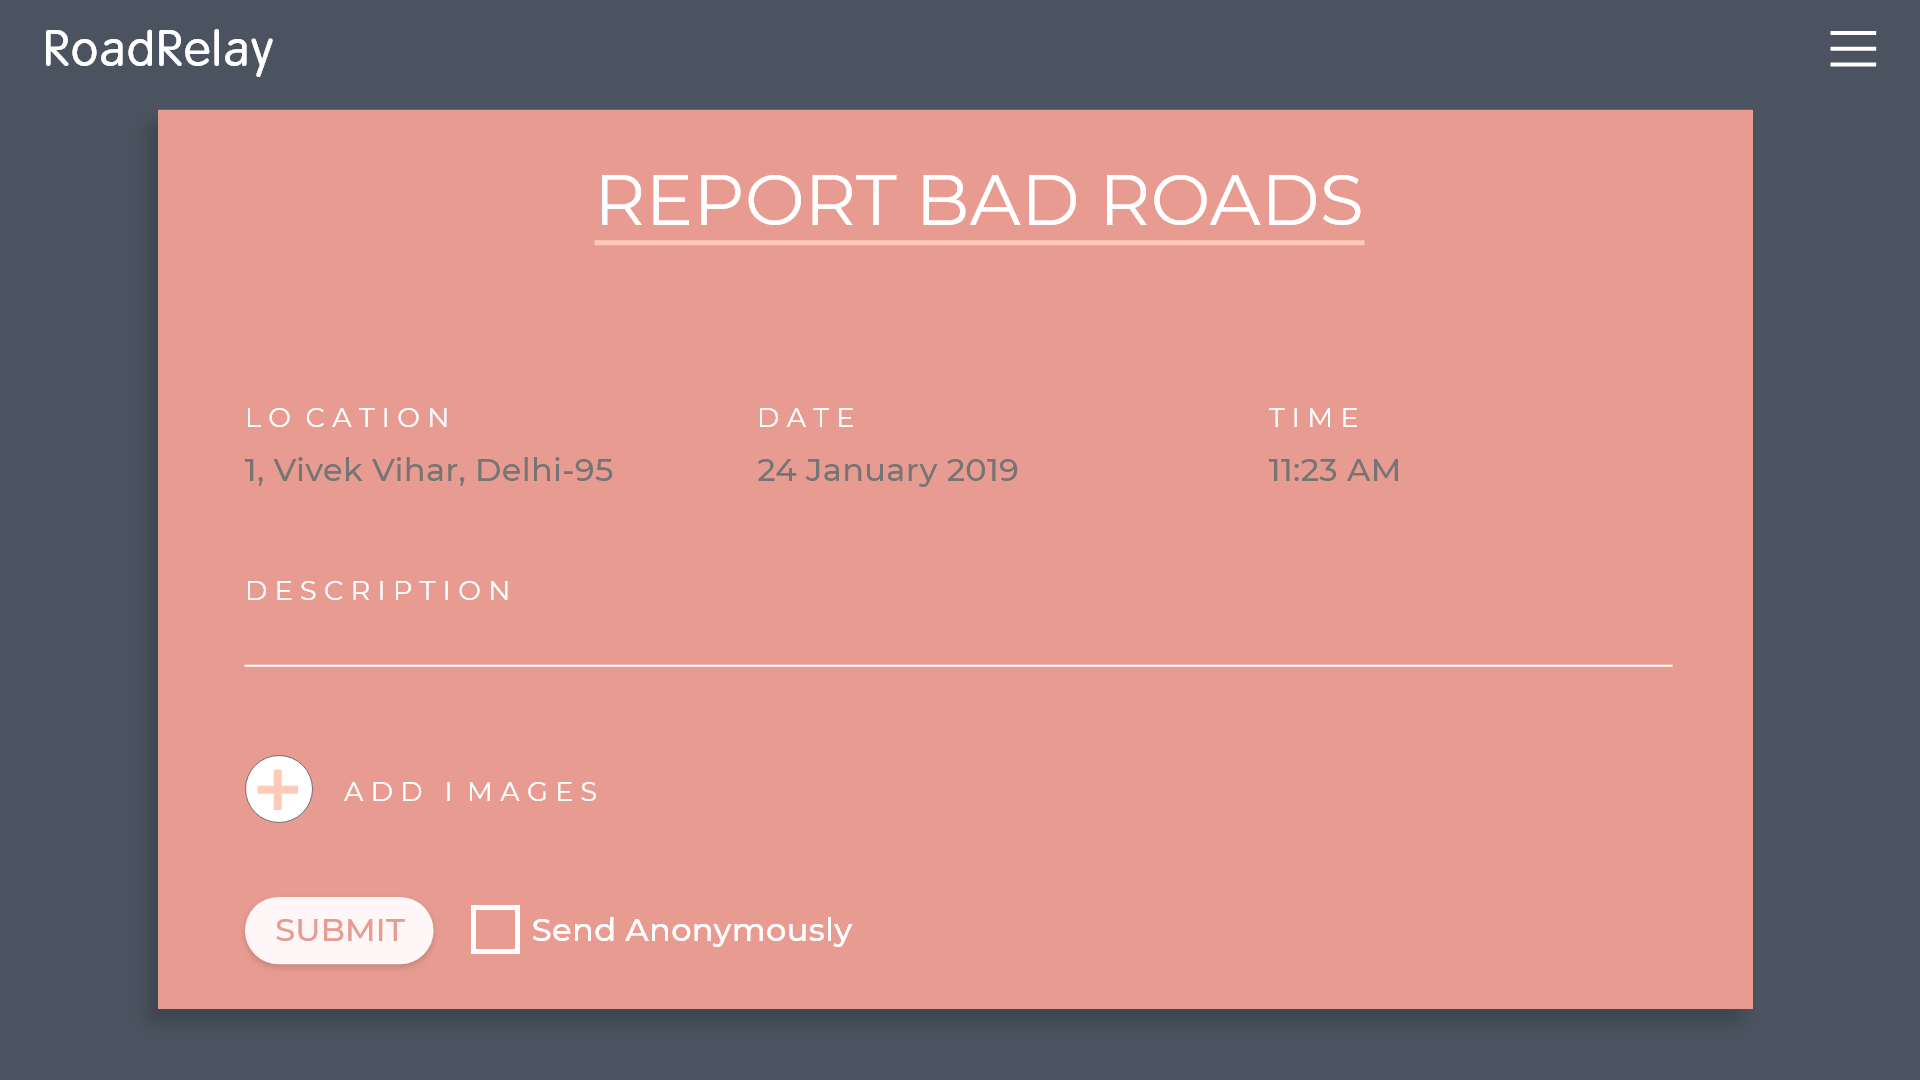 RoadRelay
REPORT BAD ROADS
LOCATION DATE TIME
1, Vivek Vihar, Delhi-95 24 January 2019 11:23 AM
DESCRIPTION
ADD IMAGES
SUBMIT Send Anonymously